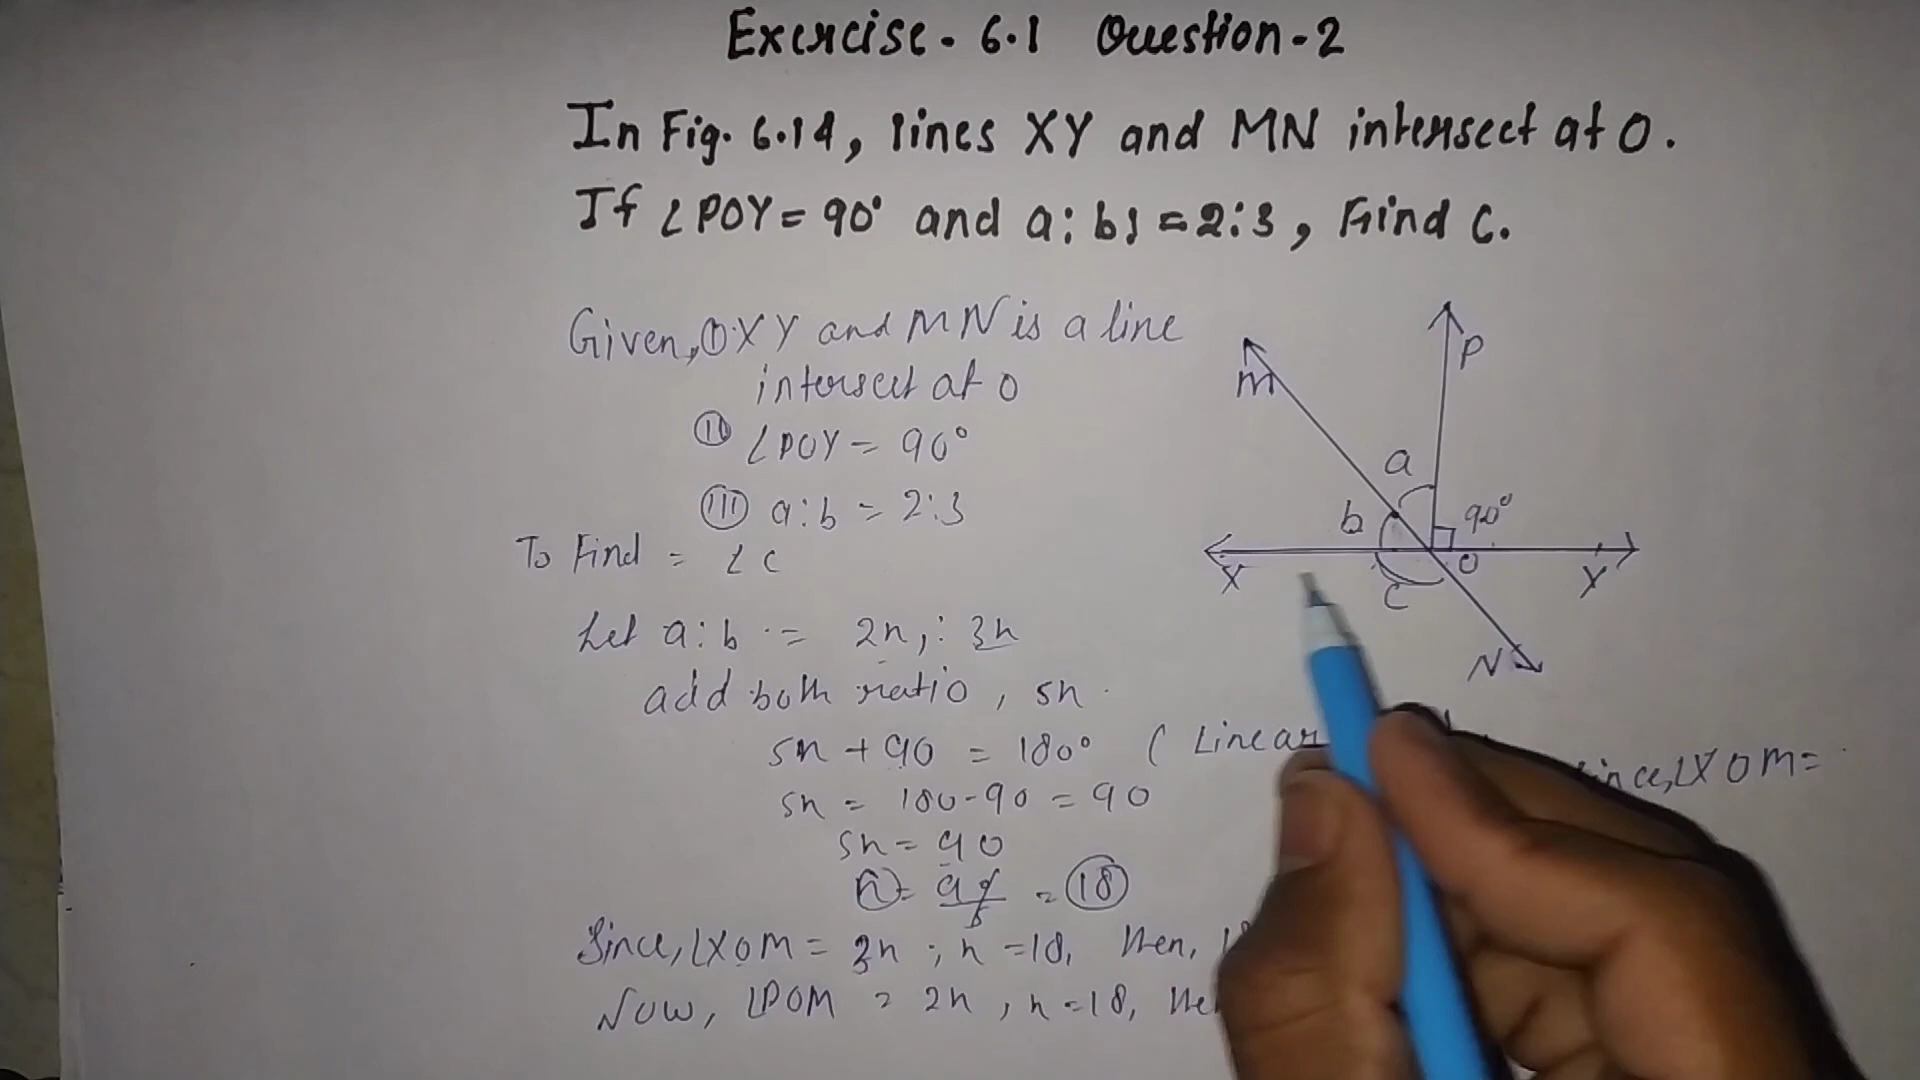 Exercise - 6.1 Question - 2
In Fig. 6.14, lines XY and MN intersect at O.
If ∠POY = 90° and a : b = 2 : 3, Find C.
Given, (I) XY and MN is a line
intersect at O
(II) ∠POY = 90°
(III) a : b = 2 : 3
To Find = ∠C
Let a : b = 2n, : 3n
add both ratio, 5n
5n + 90 = 180° ( Linear
5n = 180 - 90 = 90
5n = 90
n = 90/5 = 18
Since, ∠XOM = 3n ; n = 18, then,
Now, ∠POM = 2n , n = 18, the
M
P
a
b
90°
X
C
O
Y
N
ince, ∠XOM =